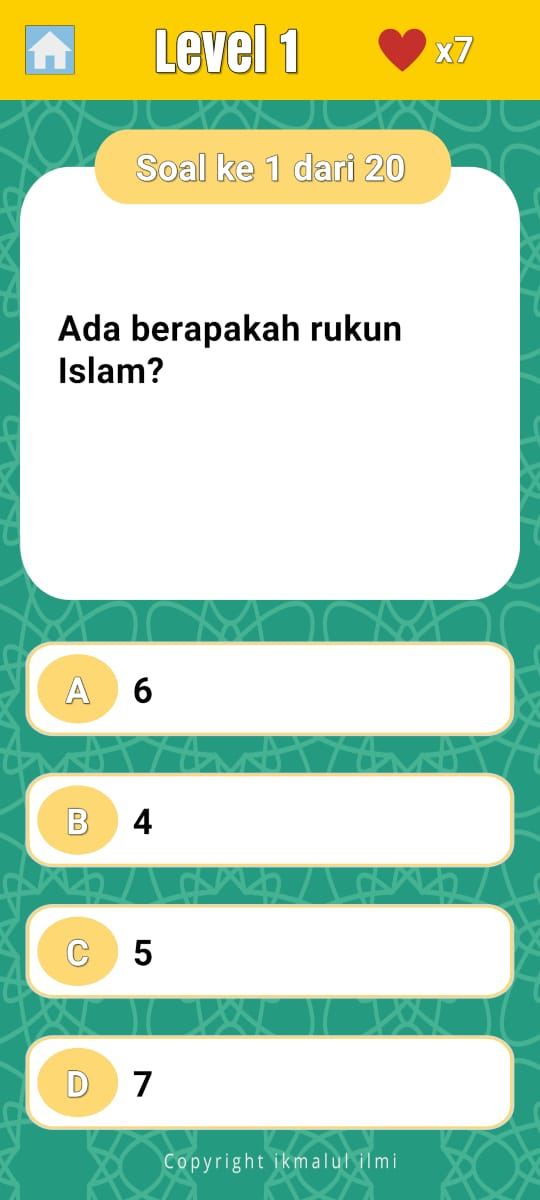 Level 1
x7
Soal ke 1 dari 20
Ada berapakah rukun
Islam?
A 6
B 4
C 5
D 7
Copyright ikmalul ilmi